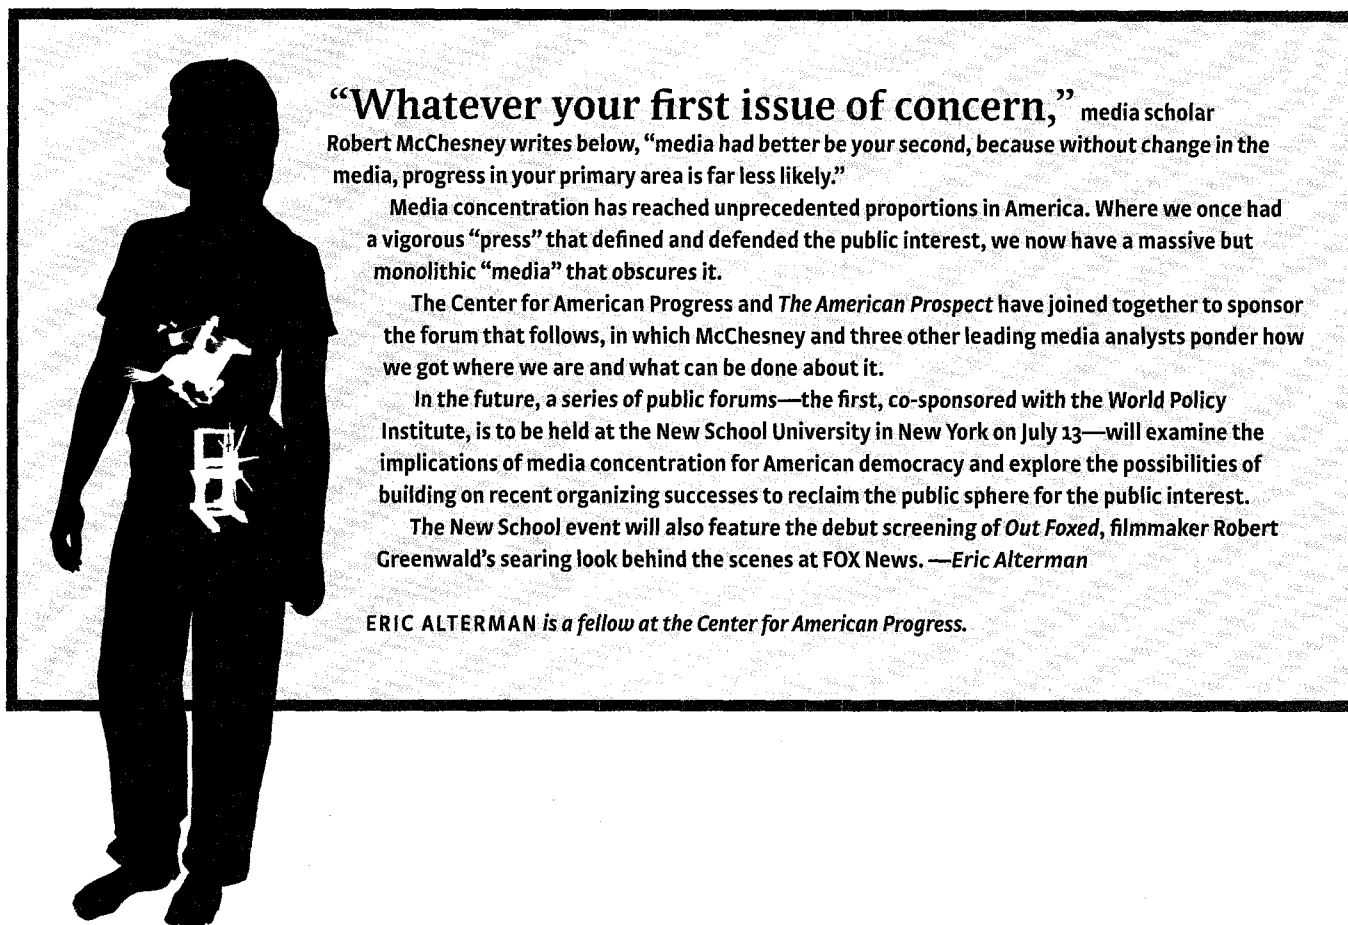 “Whatever your first issue of concern,” media scholar
Robert McChesney writes below, “media had better be your second, because without change in the
media, progress in your primary area is far less likely.”
Media concentration has reached unprecedented proportions in America. Where we once had
a vigorous “press” that defined and defended the public interest, we now have a massive but
monolithic “media” that obscures it.
The Center for American Progress and The American Prospect have joined together to sponsor
the forum that follows, in which McChesney and three other leading media analysts ponder how
we got where we are and what can be done about it.
In the future, a series of public forums—the first, co-sponsored with the World Policy
Institute, is to be held at the New School University in New York on July 13—will examine the
implications of media concentration for American democracy and explore the possibilities of
building on recent organizing successes to reclaim the public sphere for the public interest.
The New School event will also feature the debut screening of Out Foxed, filmmaker Robert
Greenwald’s searing look behind the scenes at FOX News. —Eric Alterman
ERIC ALTERMAN is a fellow at the Center for American Progress.